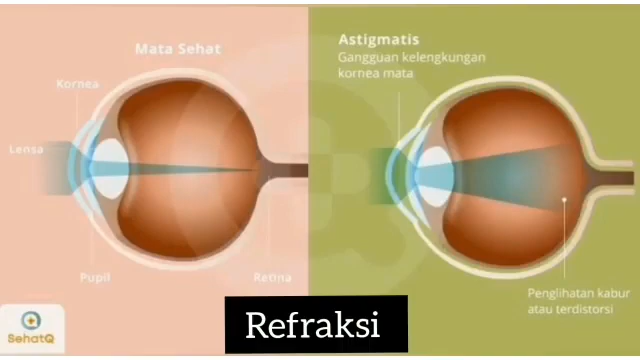 Mata Sehat
Kornea
Lensa
Pupil
Retina
Astigmatis
Gangguan kelengkungan
kornea mata
Penglihatan kabur
atau terdistorsi
SehatQ
Refraksi